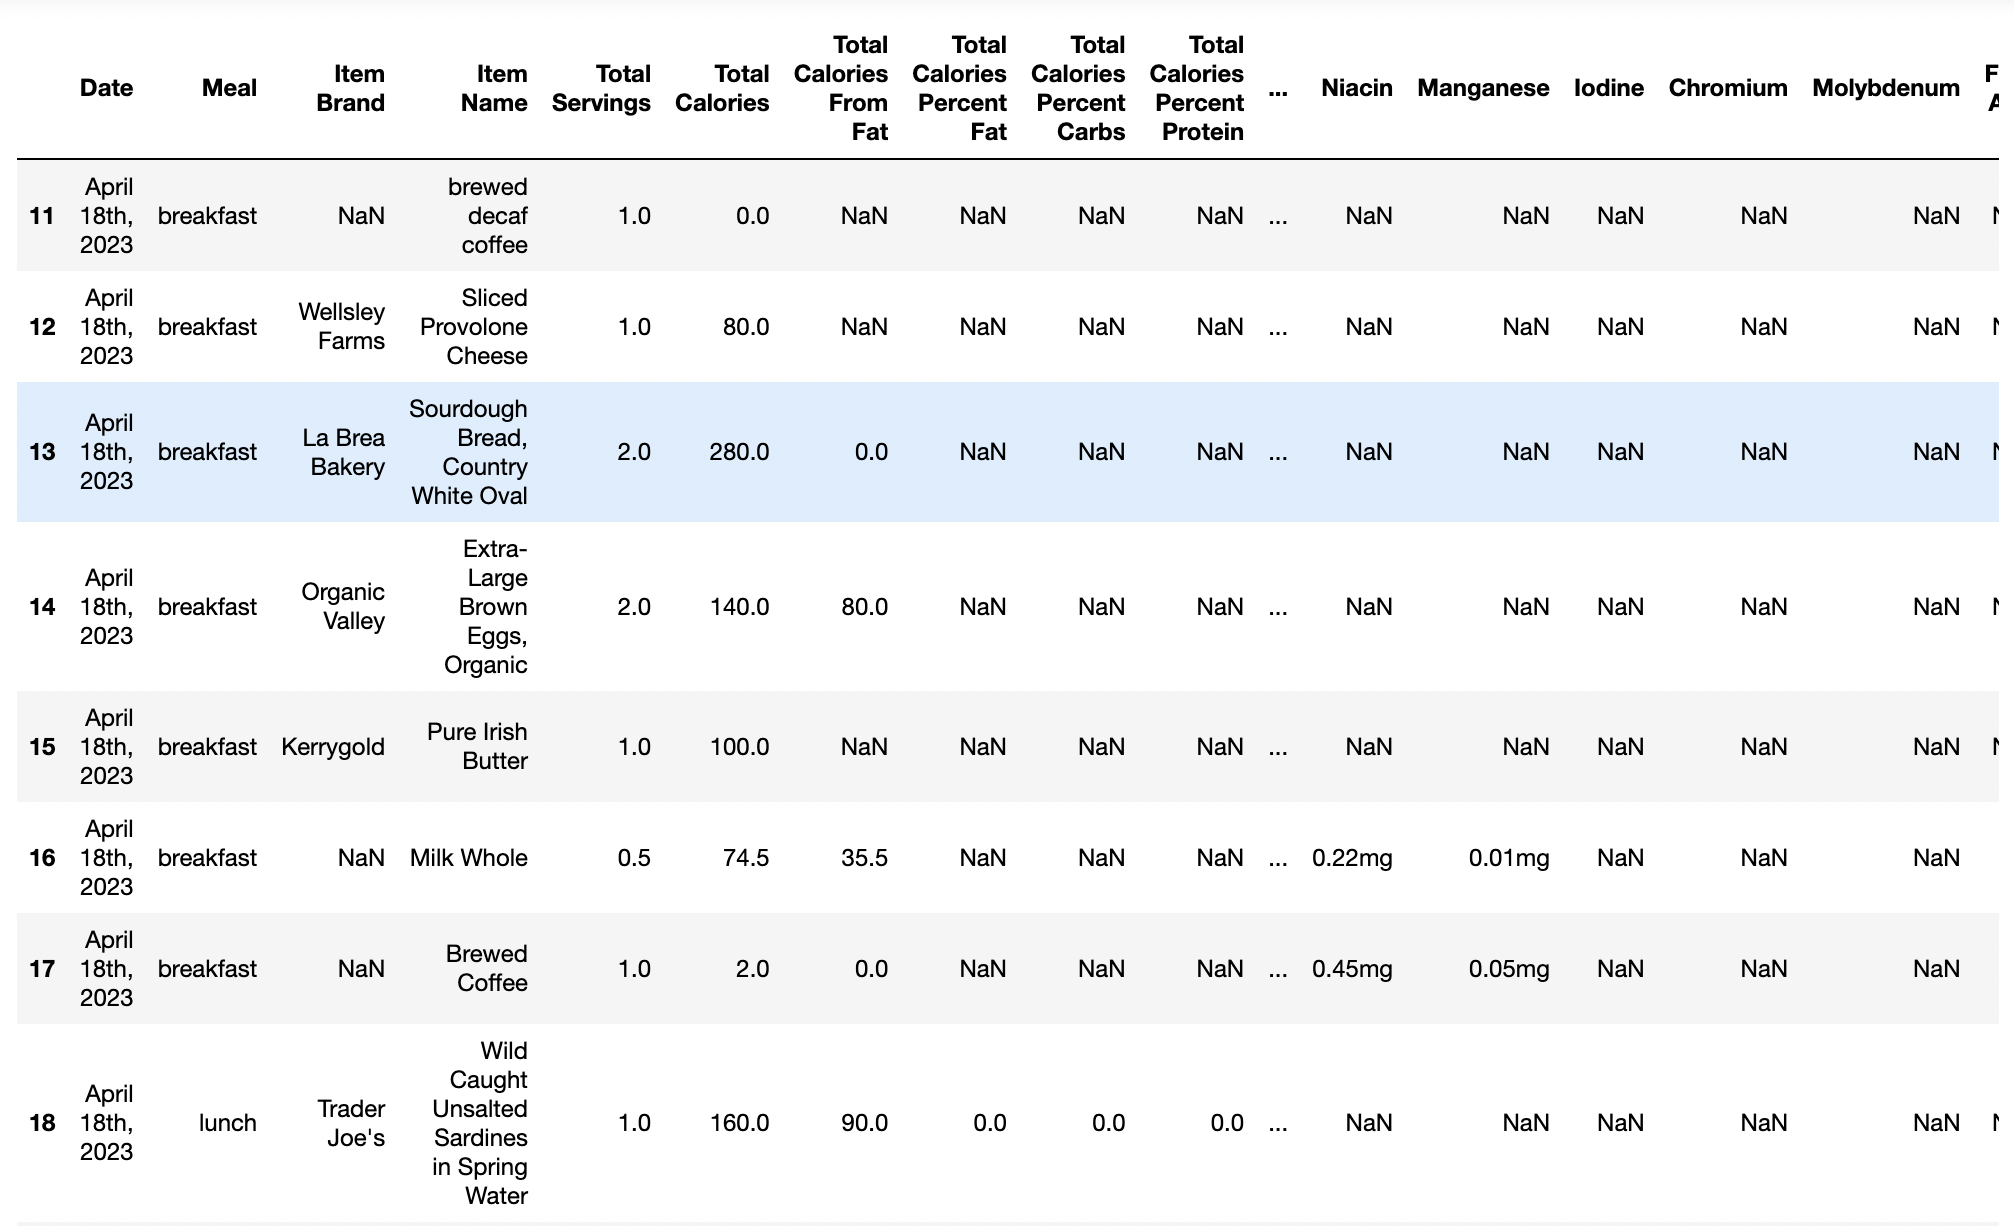 Date Meal Item Brand Item Name Total Servings Total Calories Total Calories From Fat Total Calories Percent Fat Total Calories Percent Carbs Total Calories Percent Protein ... Niacin Manganese Iodine Chromium Molybdenum
11 April 18th, 2023 breakfast NaN brewed decaf coffee 1.0 0.0 NaN NaN NaN NaN ... NaN NaN NaN NaN NaN
12 April 18th, 2023 breakfast Wellsley Farms Sliced Provolone Cheese 1.0 80.0 NaN NaN NaN NaN ... NaN NaN NaN NaN NaN
13 April 18th, 2023 breakfast La Brea Bakery Sourdough Bread, Country White Oval 2.0 280.0 0.0 NaN NaN NaN ... NaN NaN NaN NaN NaN
14 April 18th, 2023 breakfast Organic Valley Extra-Large Brown Eggs, Organic 2.0 140.0 80.0 NaN NaN NaN ... NaN NaN NaN NaN NaN
15 April 18th, 2023 breakfast Kerrygold Pure Irish Butter 1.0 100.0 NaN NaN NaN NaN ... NaN NaN NaN NaN NaN
16 April 18th, 2023 breakfast NaN Milk Whole 0.5 74.5 35.5 NaN NaN NaN ... 0.22mg 0.01mg NaN NaN NaN
17 April 18th, 2023 breakfast NaN Brewed Coffee 1.0 2.0 0.0 NaN NaN NaN ... 0.45mg 0.05mg NaN NaN NaN
18 April 18th, 2023 lunch Trader Joe's Wild Caught Unsalted Sardines in Spring Water 1.0 160.0 90.0 0.0 0.0 0.0 ... NaN NaN NaN NaN NaN